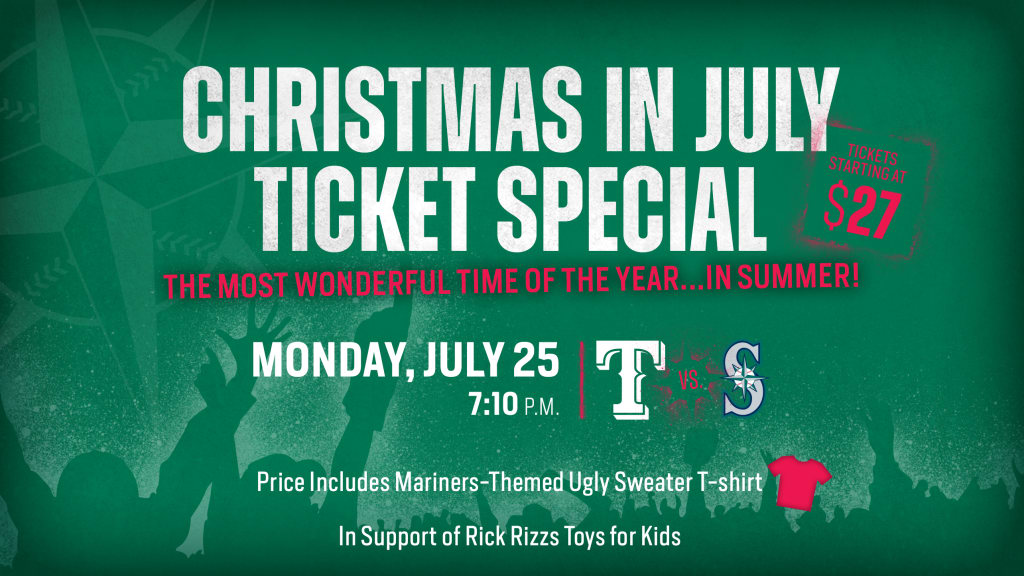 CHRISTMAS IN JULY
TICKET SPECIAL
TICKETS
STARTING AT
$27
THE MOST WONDERFUL TIME OF THE YEAR...IN SUMMER!
MONDAY, JULY 25
7:10 P.M.
T VS. S
Price Includes Mariners-Themed Ugly Sweater T-shirt
In Support of Rick Rizzs Toys for Kids